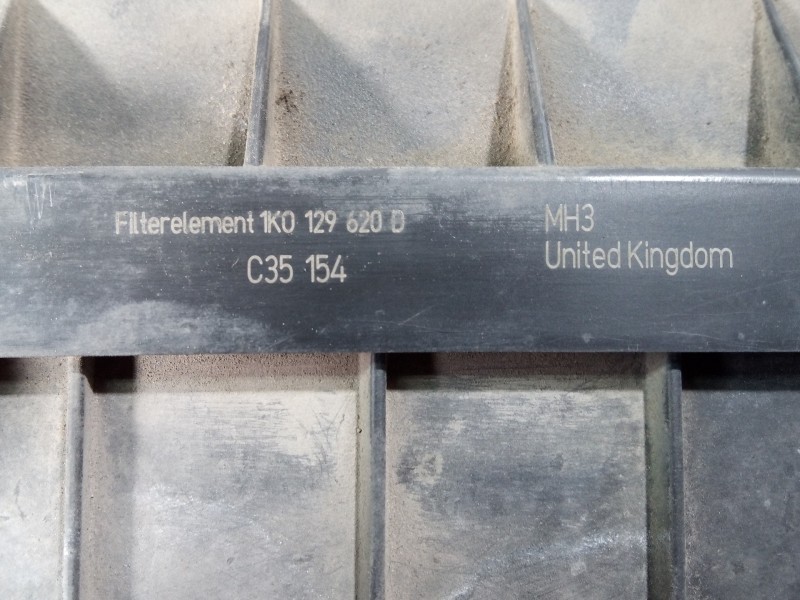 Filterelement 1K0 129 620 D
C35 154
MH3
United Kingdom